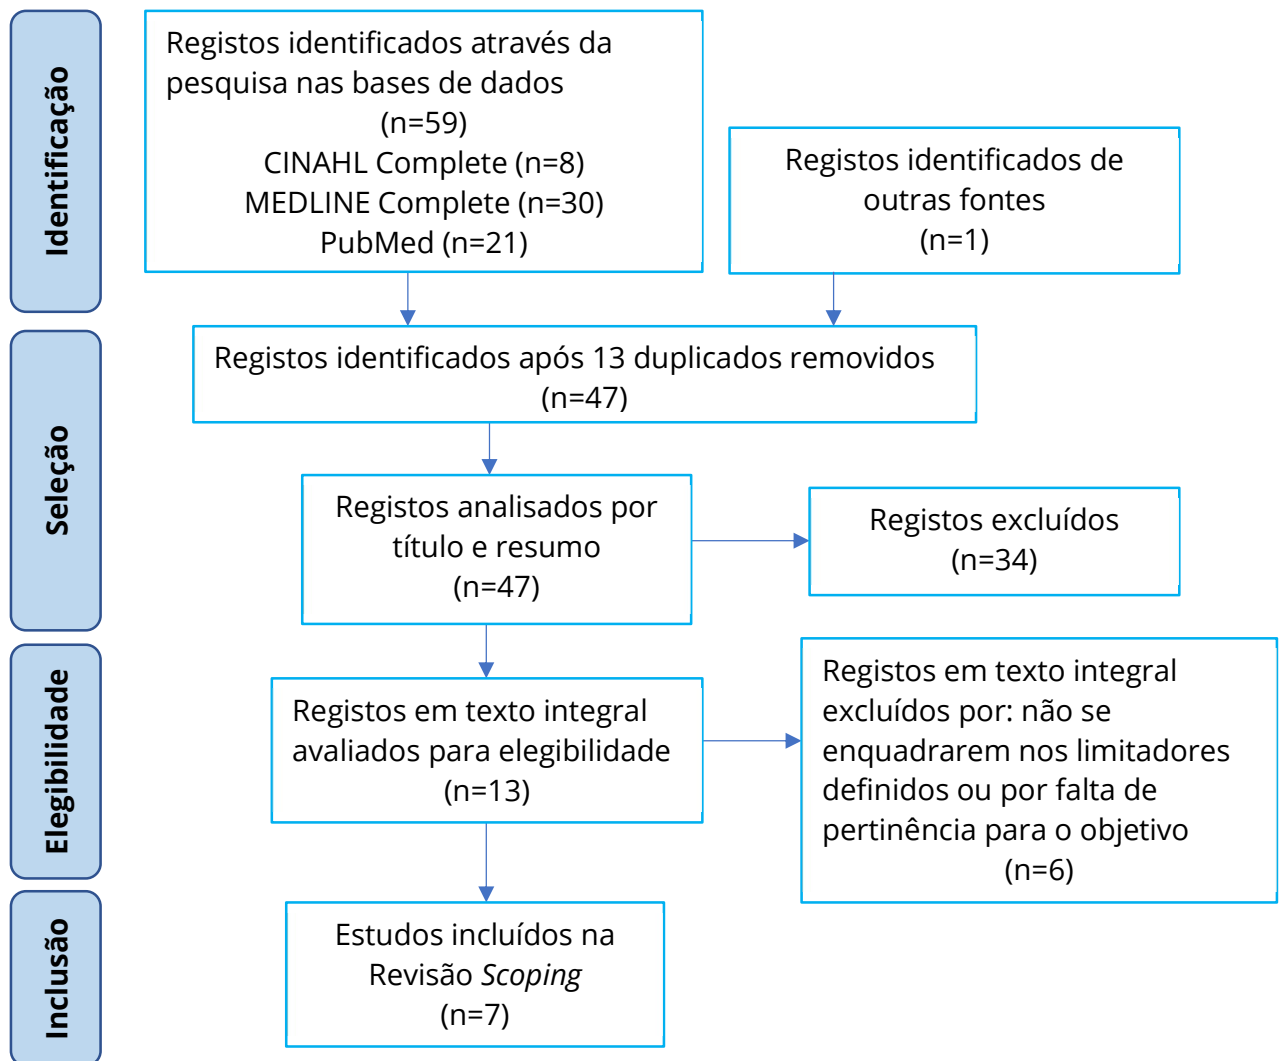 Identificação
Registos identificados através da
pesquisa nas bases de dados
(n=59)
CINAHL Complete (n=8)
MEDLINE Complete (n=30)
PubMed (n=21)
Registos identificados de
outras fontes
(n=1)
Seleção
Registos identificados após 13 duplicados removidos
(n=47)
Registos analisados por
título e resumo
(n=47)
Registos excluídos
(n=34)
Elegibilidade
Registos em texto integral
avaliados para elegibilidade
(n=13)
Registos em texto integral
excluídos por: não se
enquadrarem nos limitadores
definidos ou por falta de
pertinência para o objetivo
(n=6)
Inclusão
Estudos incluídos na
Revisão Scoping
(n=7)